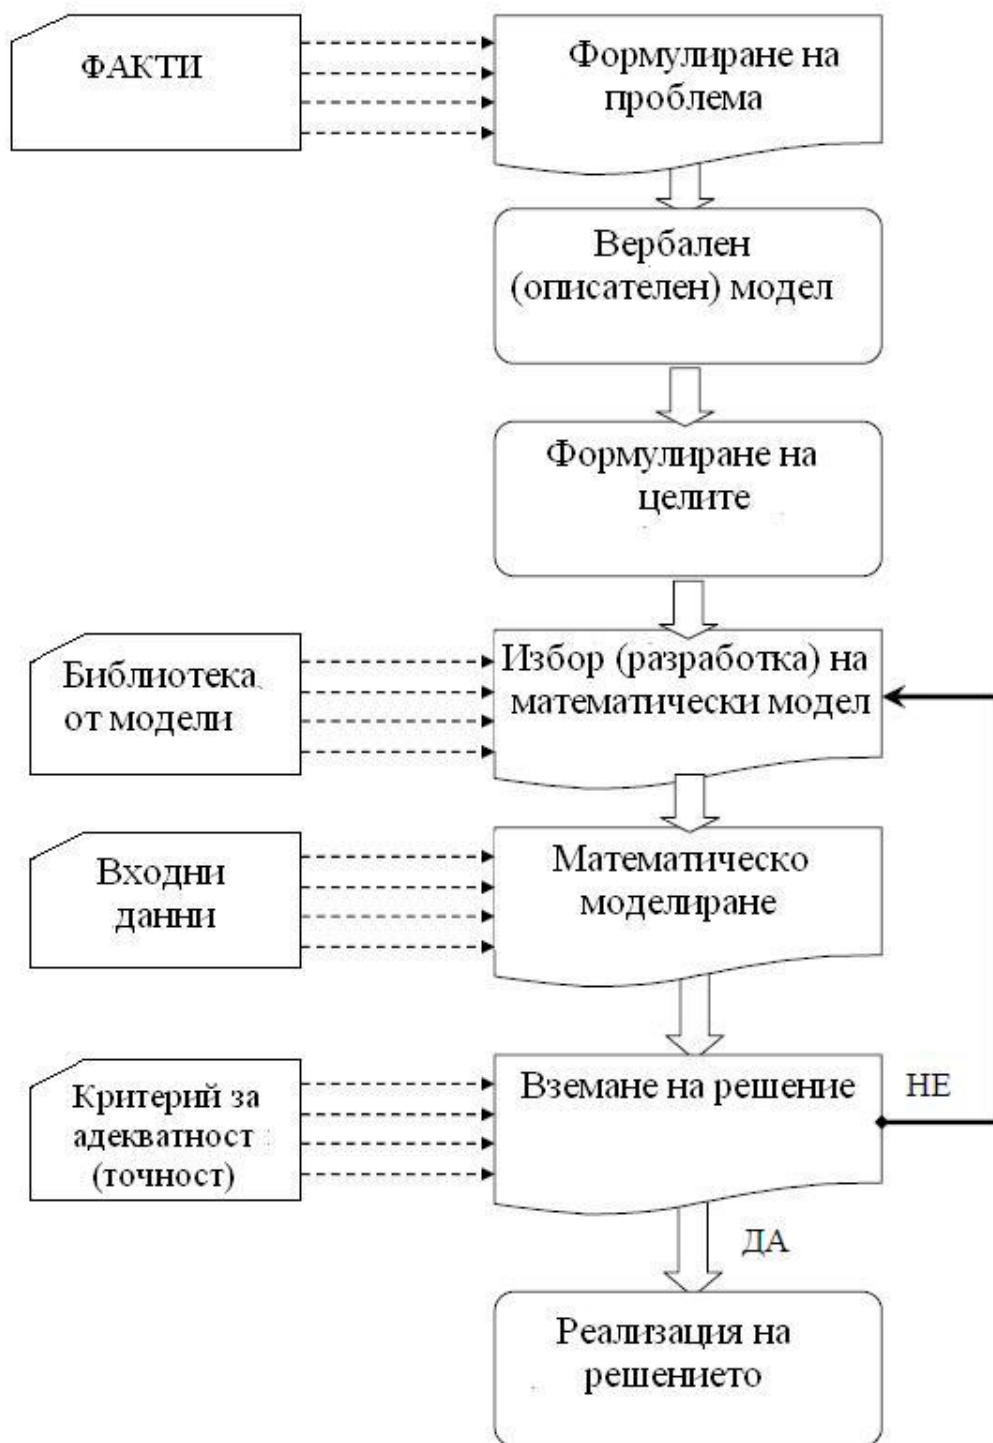 ФАКТИ
Формулиране на
проблема
Вербален
(описателен) модел
Формулиране на
целите
Библиотека
от модели
Избор (разработка) на
математически модел
Входни
данни
Математическо
моделиране
Критерий за
адекватност
(точност)
Вземане на решение
НЕ
ДА
Реализация на
решението